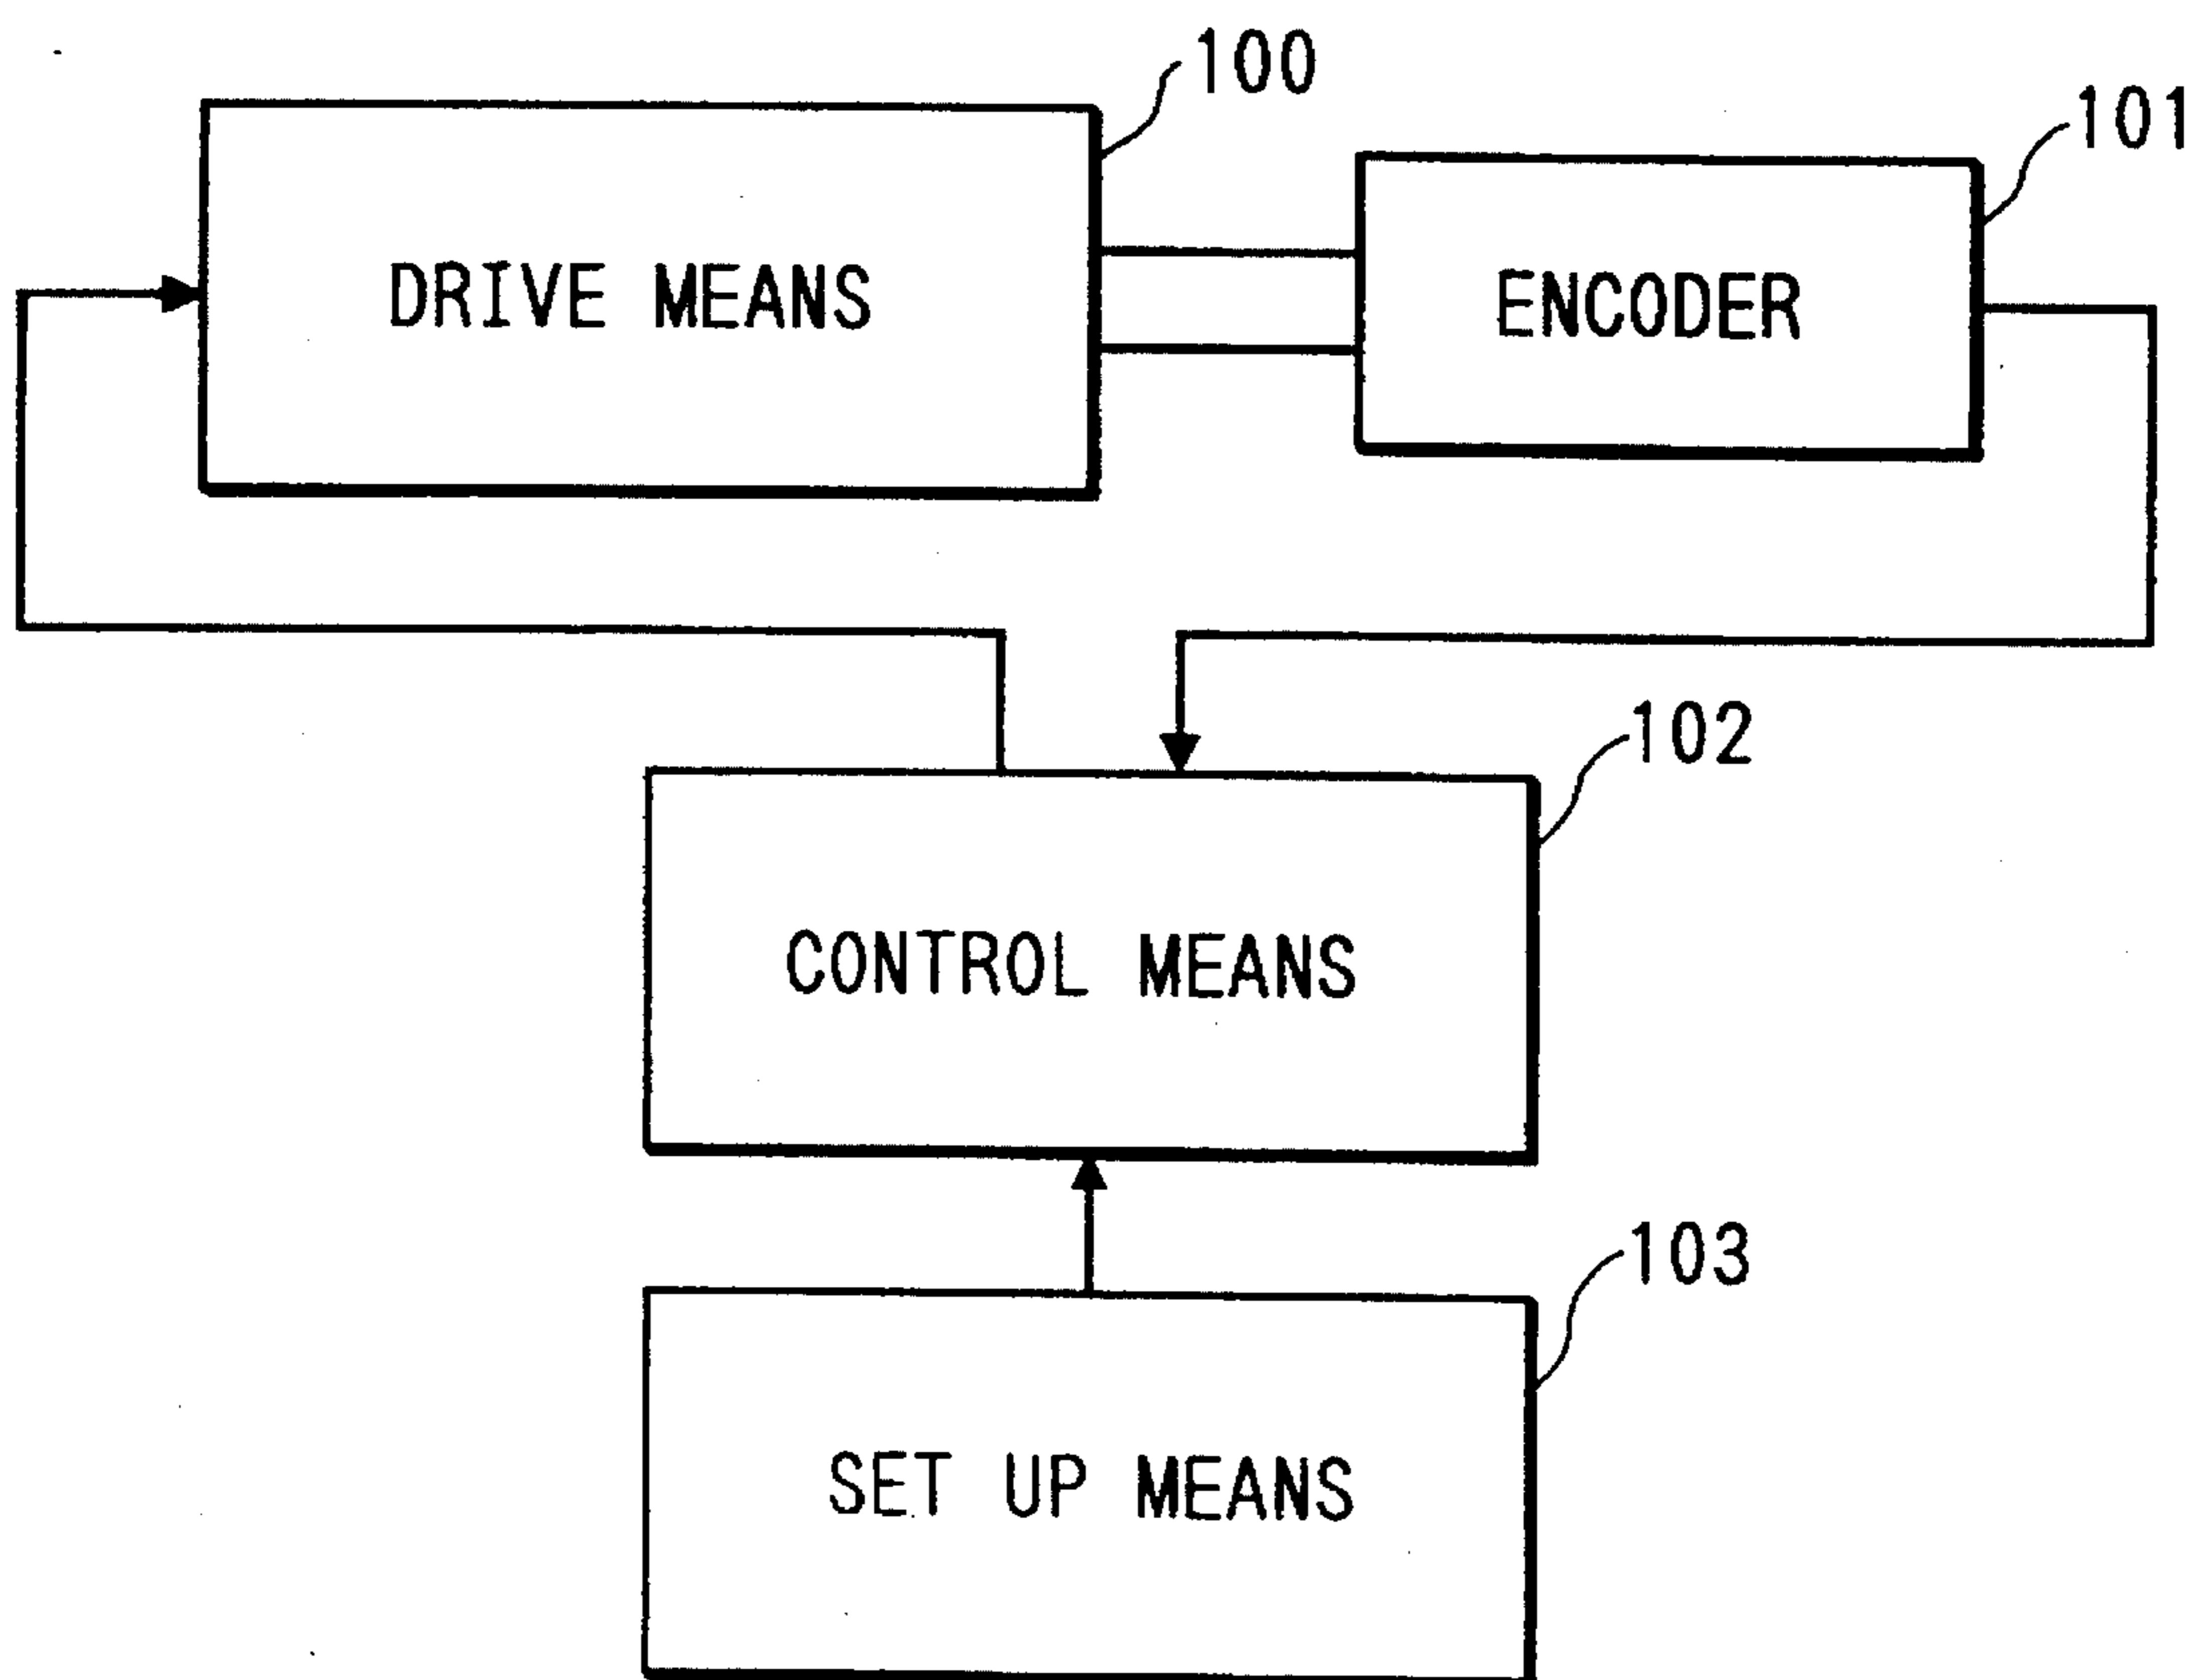 100
101
DRIVE MEANS
ENCODER
102
CONTROL MEANS
103
SET UP MEANS